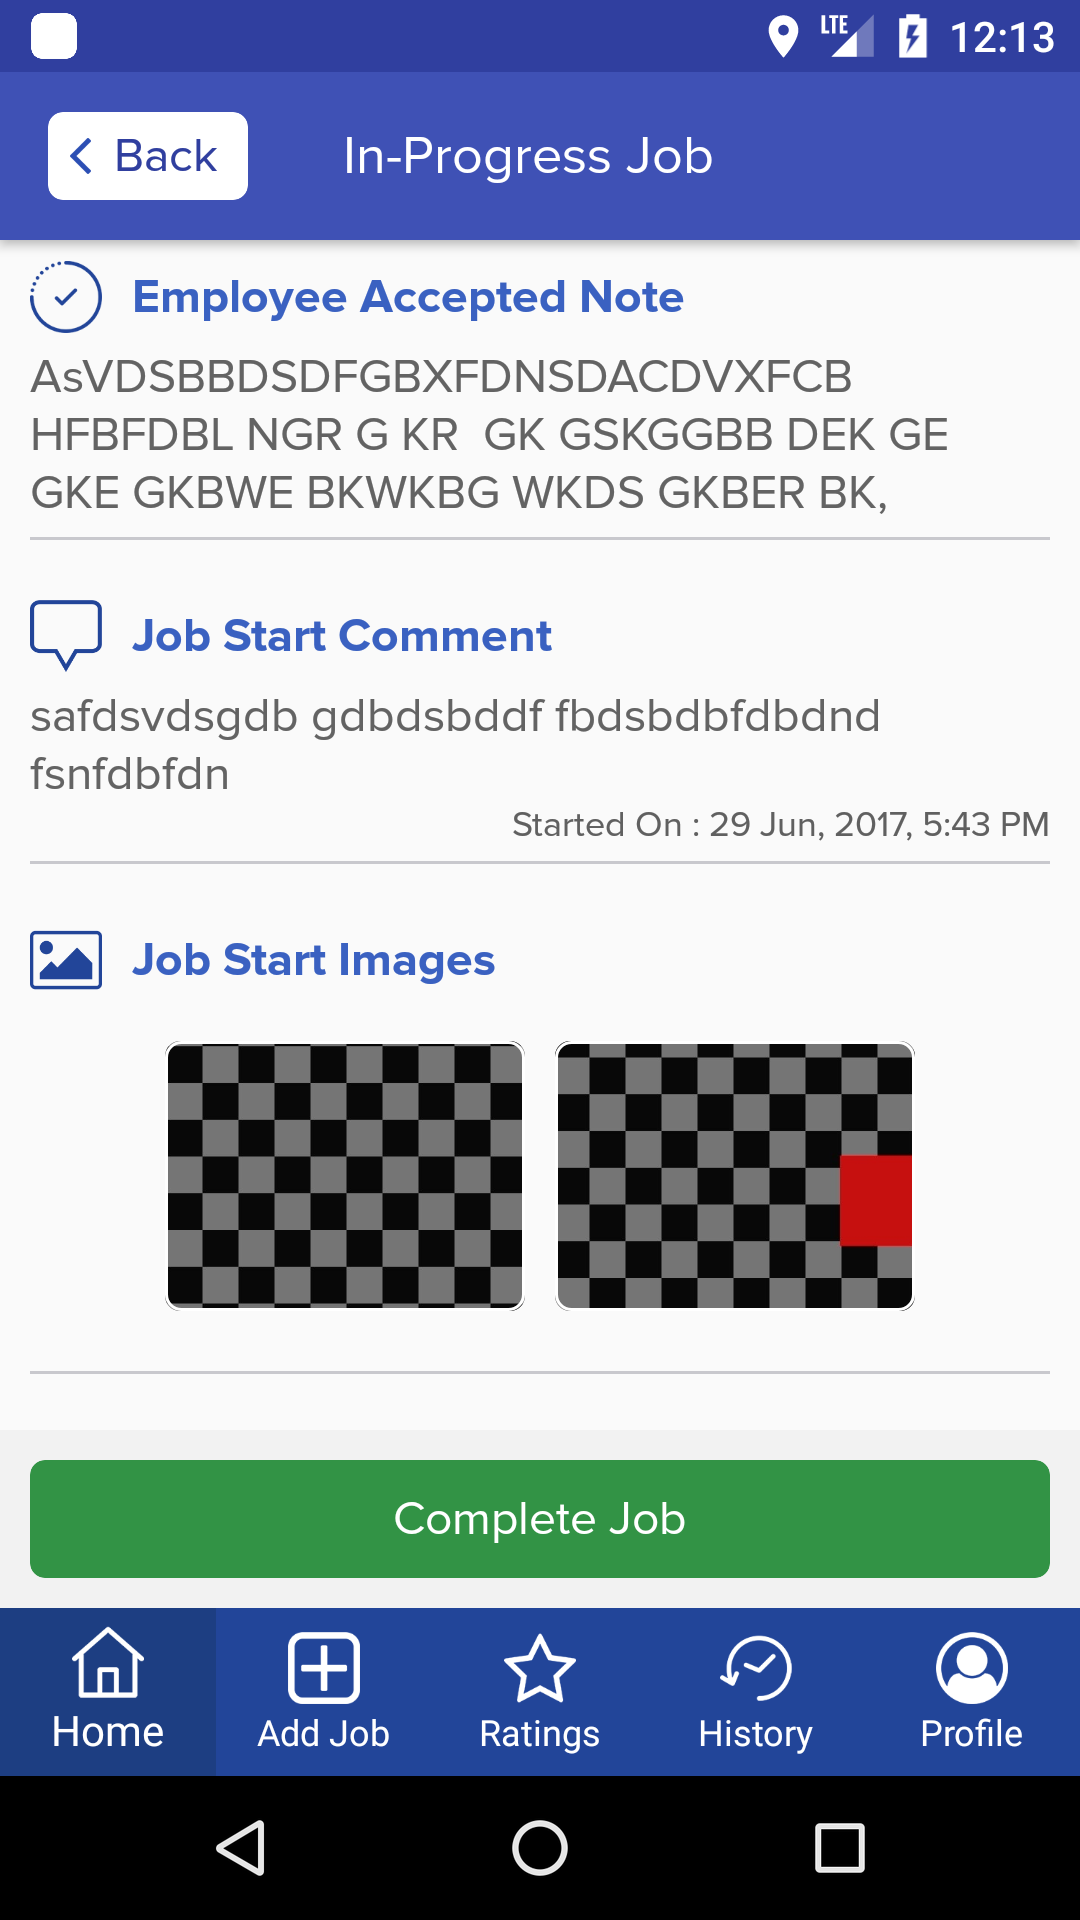 LTE 12:13
Back In-Progress Job
Employee Accepted Note
AsVDSBBDSDFGBXFDNSDACDVXFCB
HFBFDBL NGR G KR  GK GSKGGBB DEK GE
GKE GKBWE BKWKBG WKDS GKBER BK,
Job Start Comment
safdsvdsgdb gdbdsbddf fbdsbdbfdbdnd
fsnfdbfdn
Started On : 29 Jun, 2017, 5:43 PM
Job Start Images
Complete Job
Home Add Job Ratings History Profile